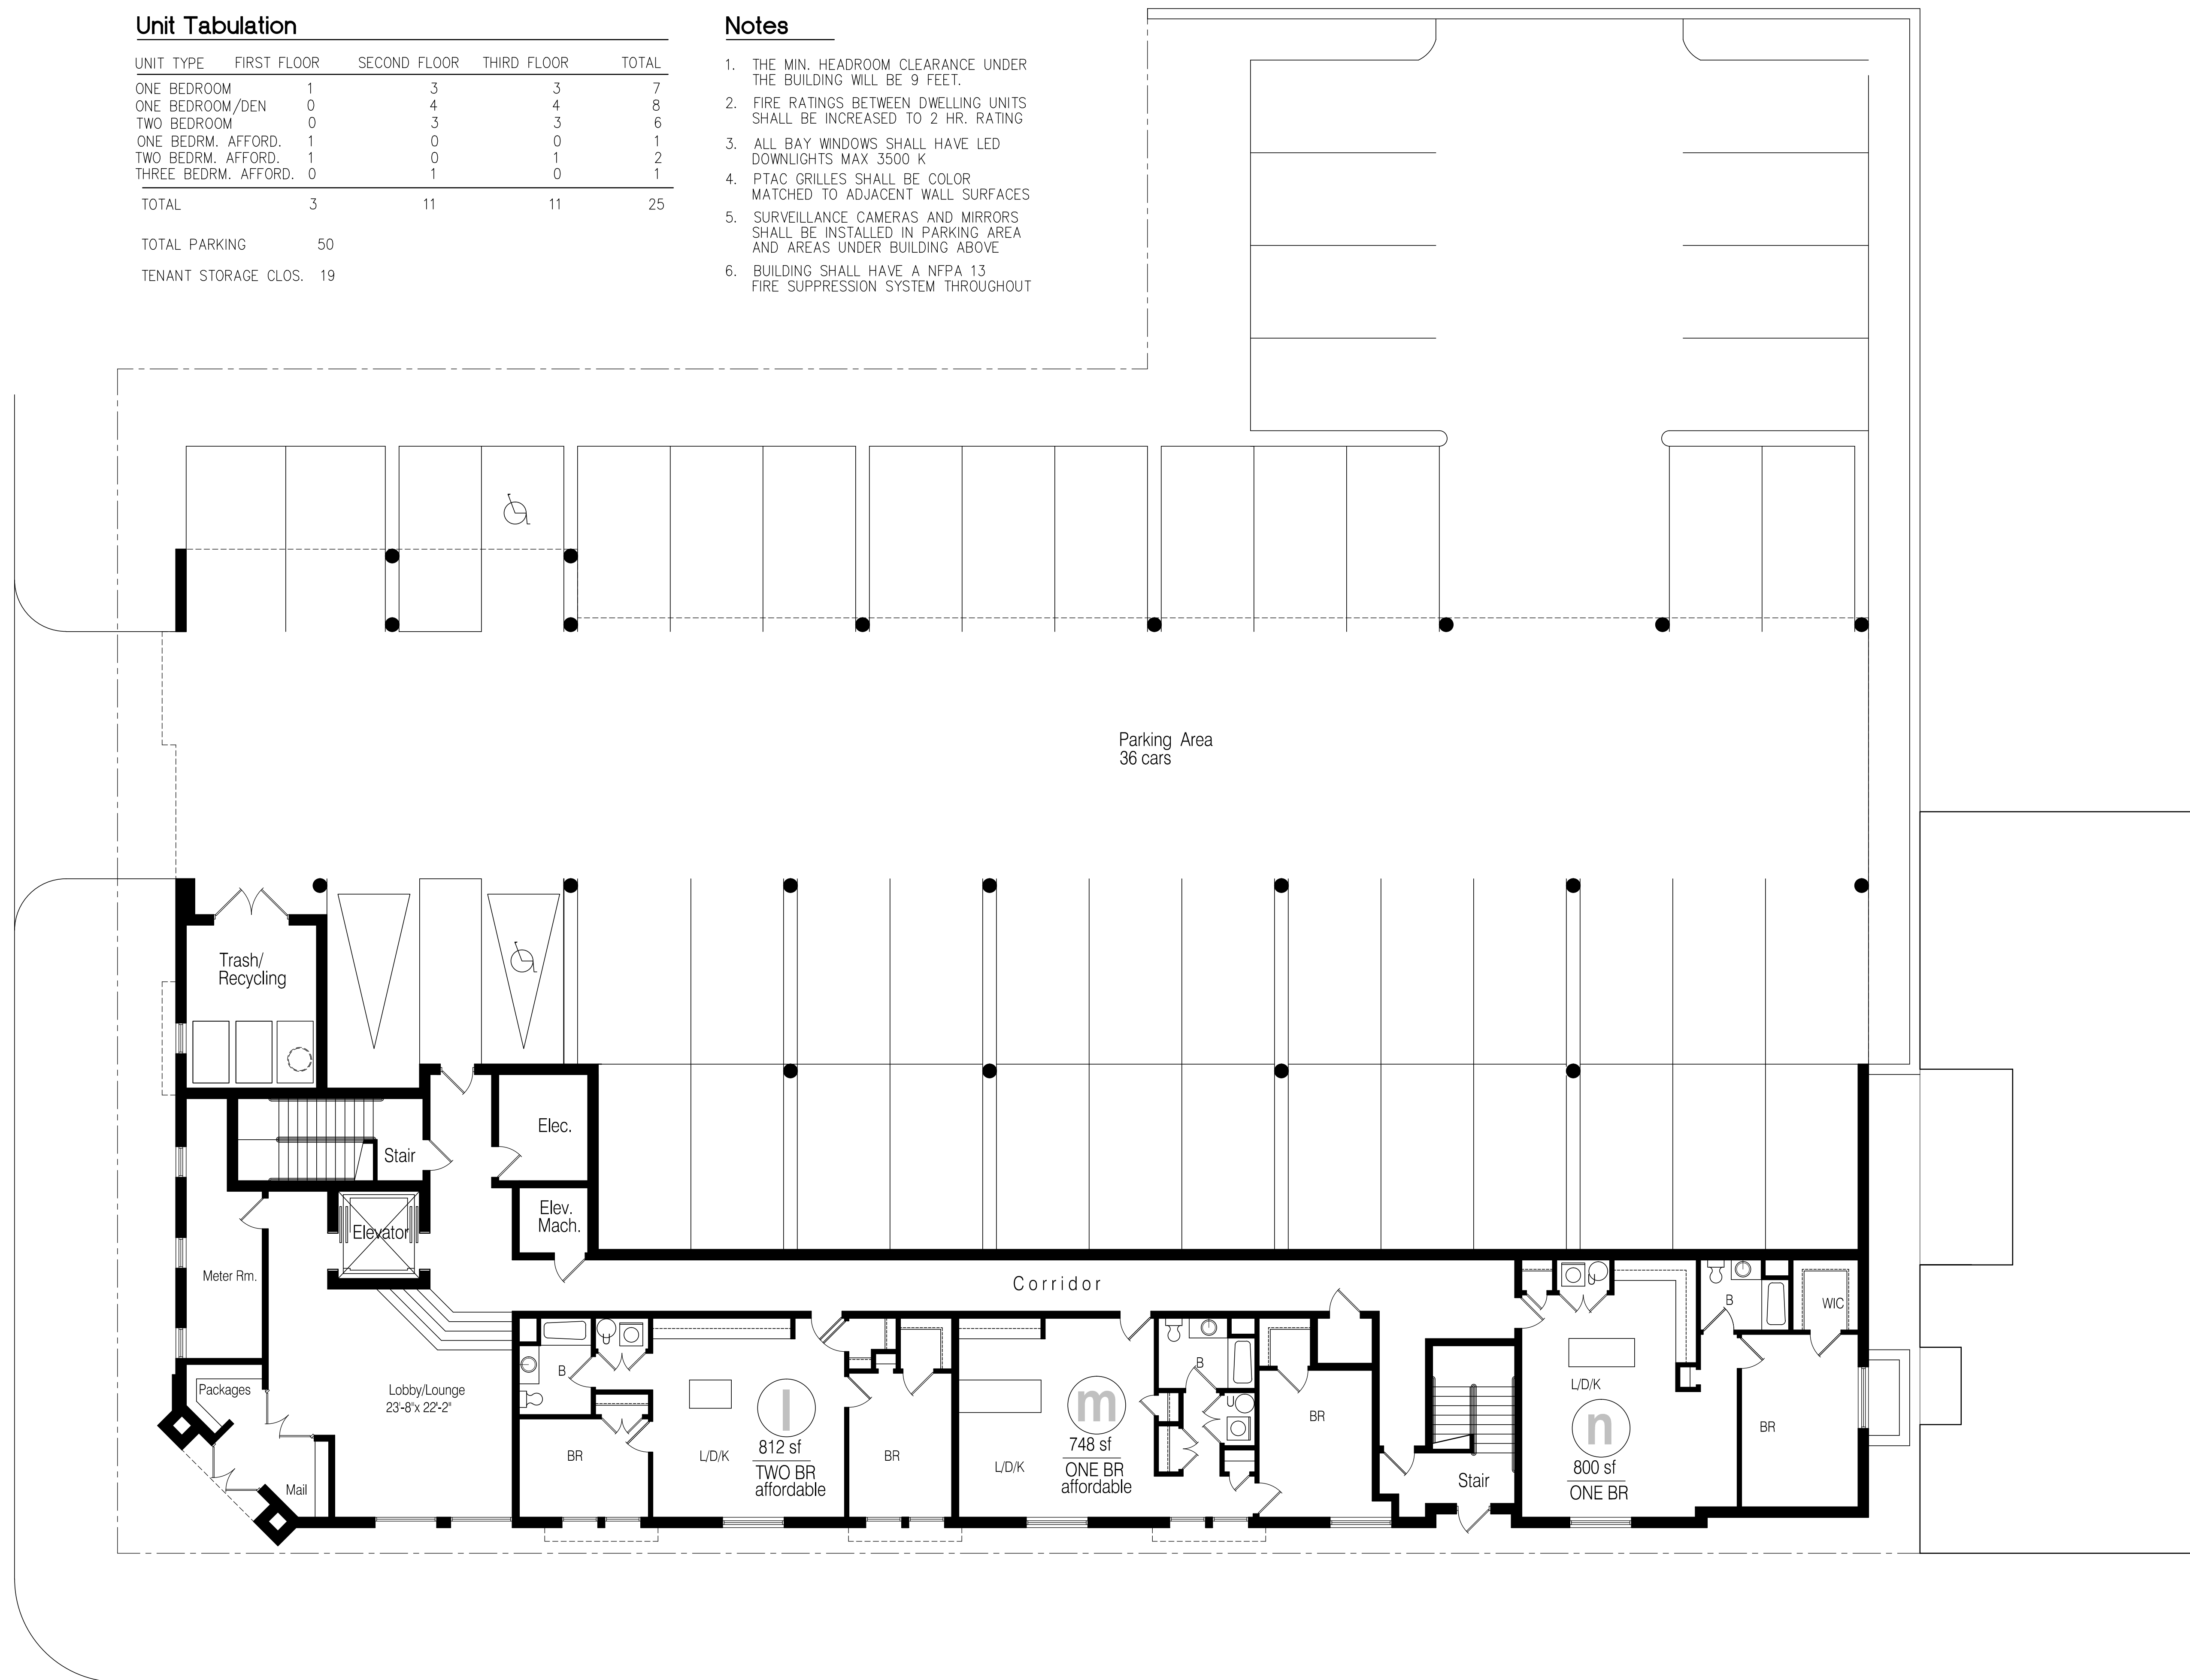 Unit Tabulation
UNIT TYPE FIRST FLOOR SECOND FLOOR THIRD FLOOR TOTAL
ONE BEDROOM 1 3 3 7
ONE BEDROOM/DEN 0 4 4 8
TWO BEDROOM 0 3 3 6
ONE BEDRM. AFFORD. 1 0 0 1
TWO BEDRM. AFFORD. 1 0 1 2
THREE BEDRM. AFFORD. 0 1 0 1
TOTAL 3 11 11 25
TOTAL PARKING 50
TENANT STORAGE CLOS. 19
Notes
1. THE MIN. HEADROOM CLEARANCE UNDER
THE BUILDING WILL BE 9 FEET.
2. FIRE RATINGS BETWEEN DWELLING UNITS
SHALL BE INCREASED TO 2 HR. RATING
3. ALL BAY WINDOWS SHALL HAVE LED
DOWNLIGHTS MAX 3500 K
4. PTAC GRILLES SHALL BE COLOR
MATCHED TO ADJACENT WALL SURFACES
5. SURVEILLANCE CAMERAS AND MIRRORS
SHALL BE INSTALLED IN PARKING AREA
AND AREAS UNDER BUILDING ABOVE
6. BUILDING SHALL HAVE A NFPA 13
FIRE SUPPRESSION SYSTEM THROUGHOUT
Parking Area
36 cars
Trash/
Recycling
Elec.
Stair
Elev.
Mach.
Elevator
Meter Rm.
Corridor
Packages
Lobby/Lounge
23'-8"x 22'-2"
Mail
B
BR
L/D/K
l
812 sf
TWO BR
affordable
BR
L/D/K
m
748 sf
ONE BR
affordable
B
BR
Stair
L/D/K
n
800 sf
ONE BR
B
WIC
BR